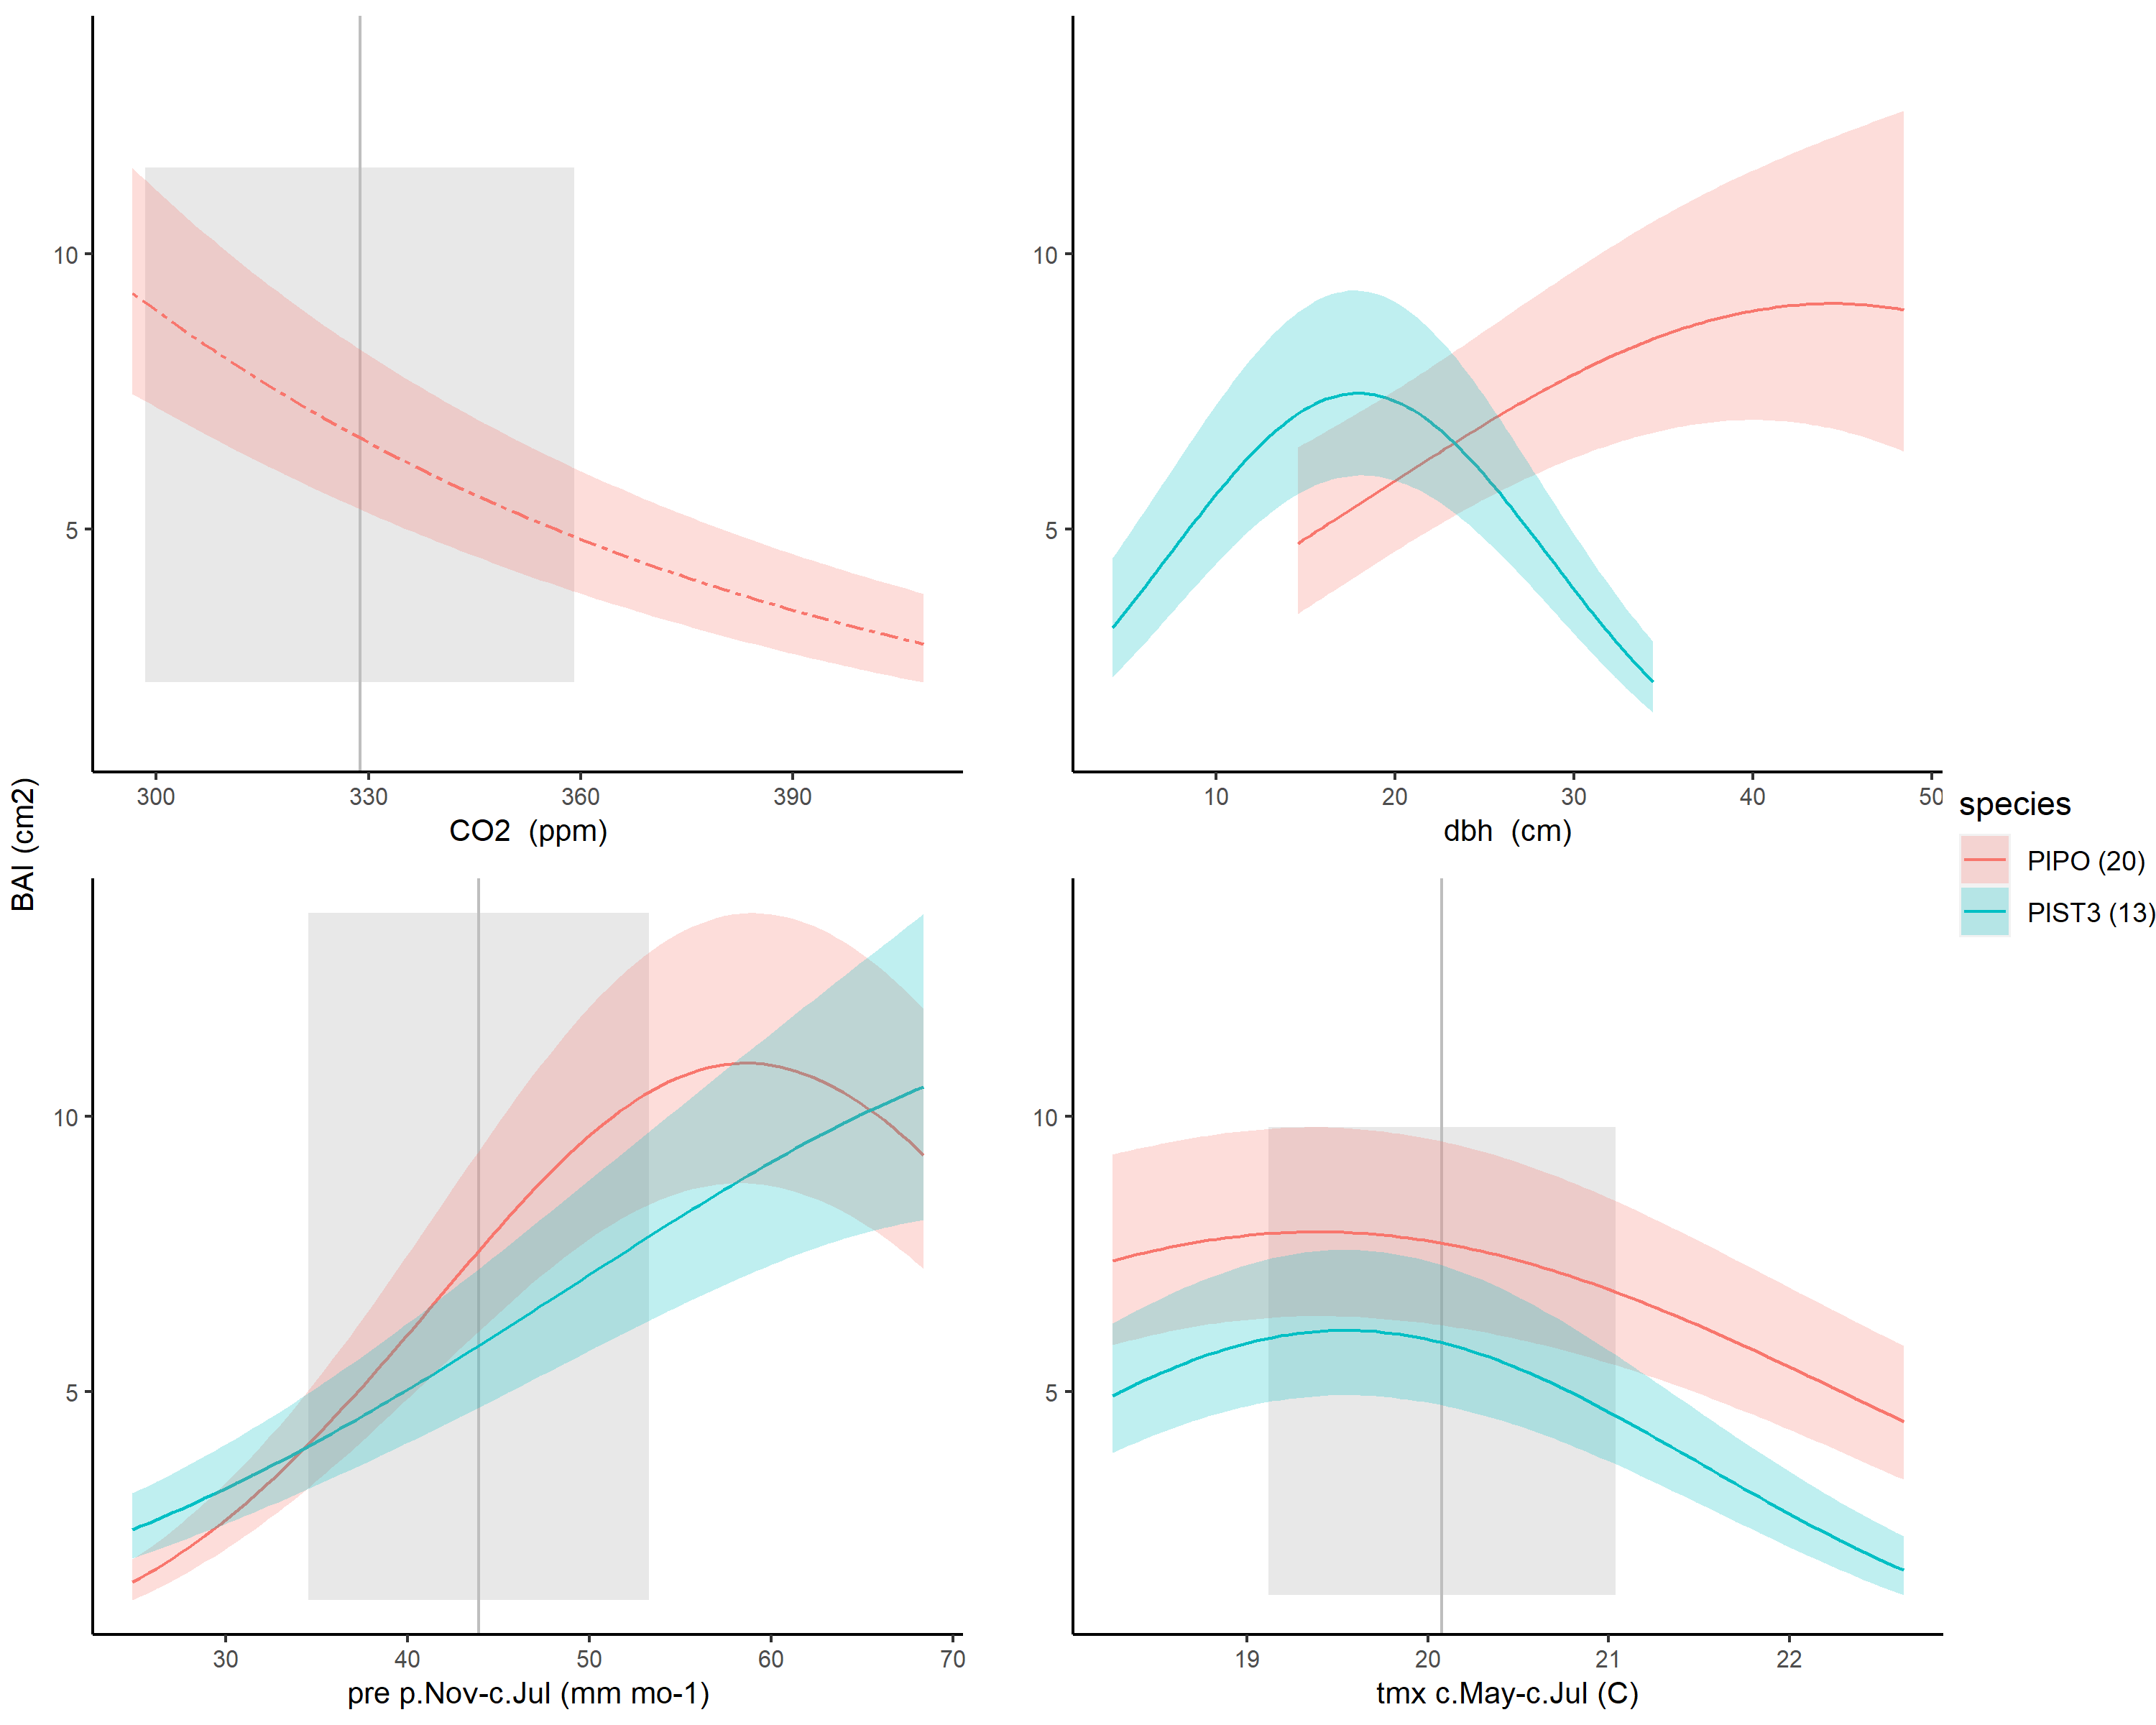 10
5
300 330 360 390
CO2 (ppm)
10
5
10 20 30 40 50
dbh (cm)
BAI (cm2)
10
5
30 40 50 60 70
pre p.Nov-c.Jul (mm mo-1)
10
5
19 20 21 22
tmx c.May-c.Jul (C)
species
PIPO (20)
PIST3 (13)